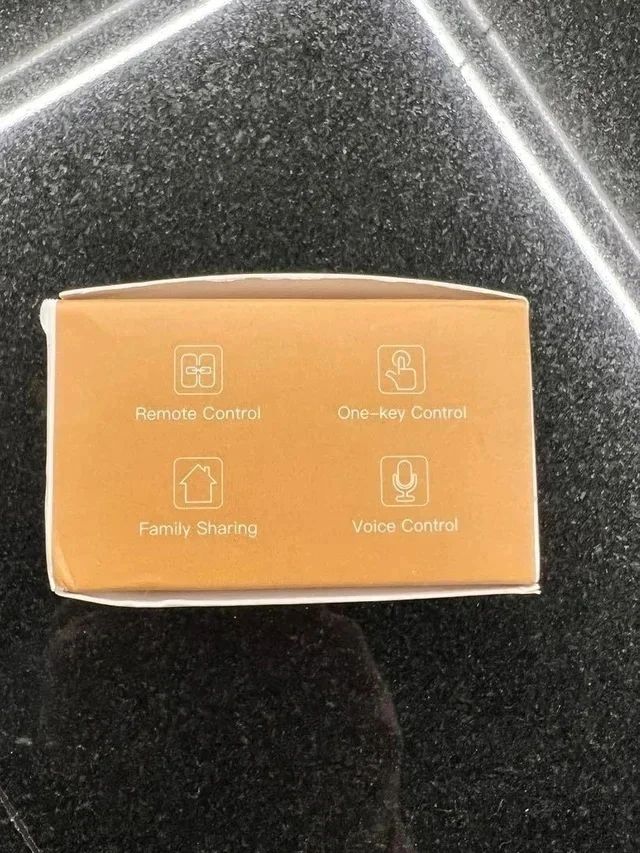 Remote Control
One-key Control
Family Sharing
Voice Control